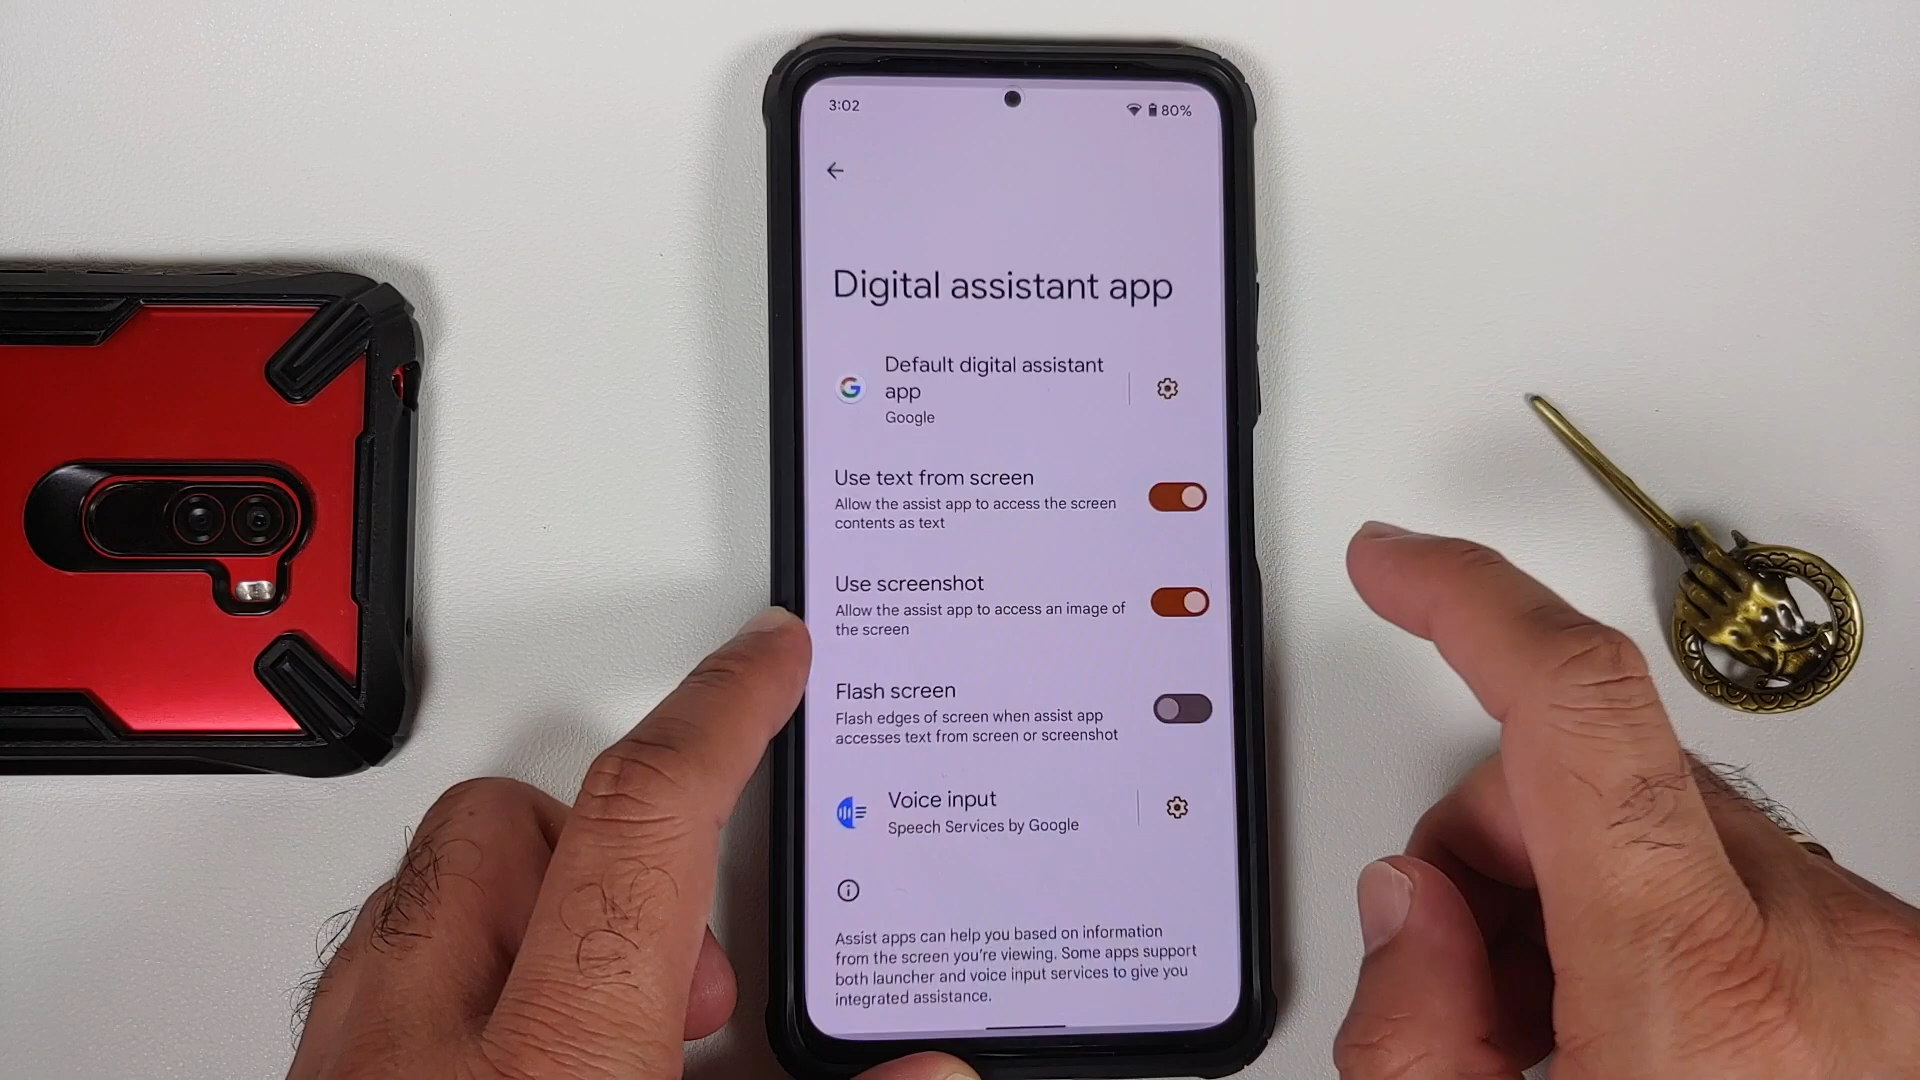 3:02
80%
Digital assistant app
Default digital assistant
app
Google
Use text from screen
Allow the assist app to access the screen
contents as text
Use screenshot
Allow the assist app to access an image of
the screen
Flash screen
Flash edges of screen when assist app
accesses text from screen or screenshot
Voice input
Speech Services by Google
Assist apps can help you based on information
from the screen you're viewing. Some apps support
both launcher and voice input services to give you
integrated assistance.